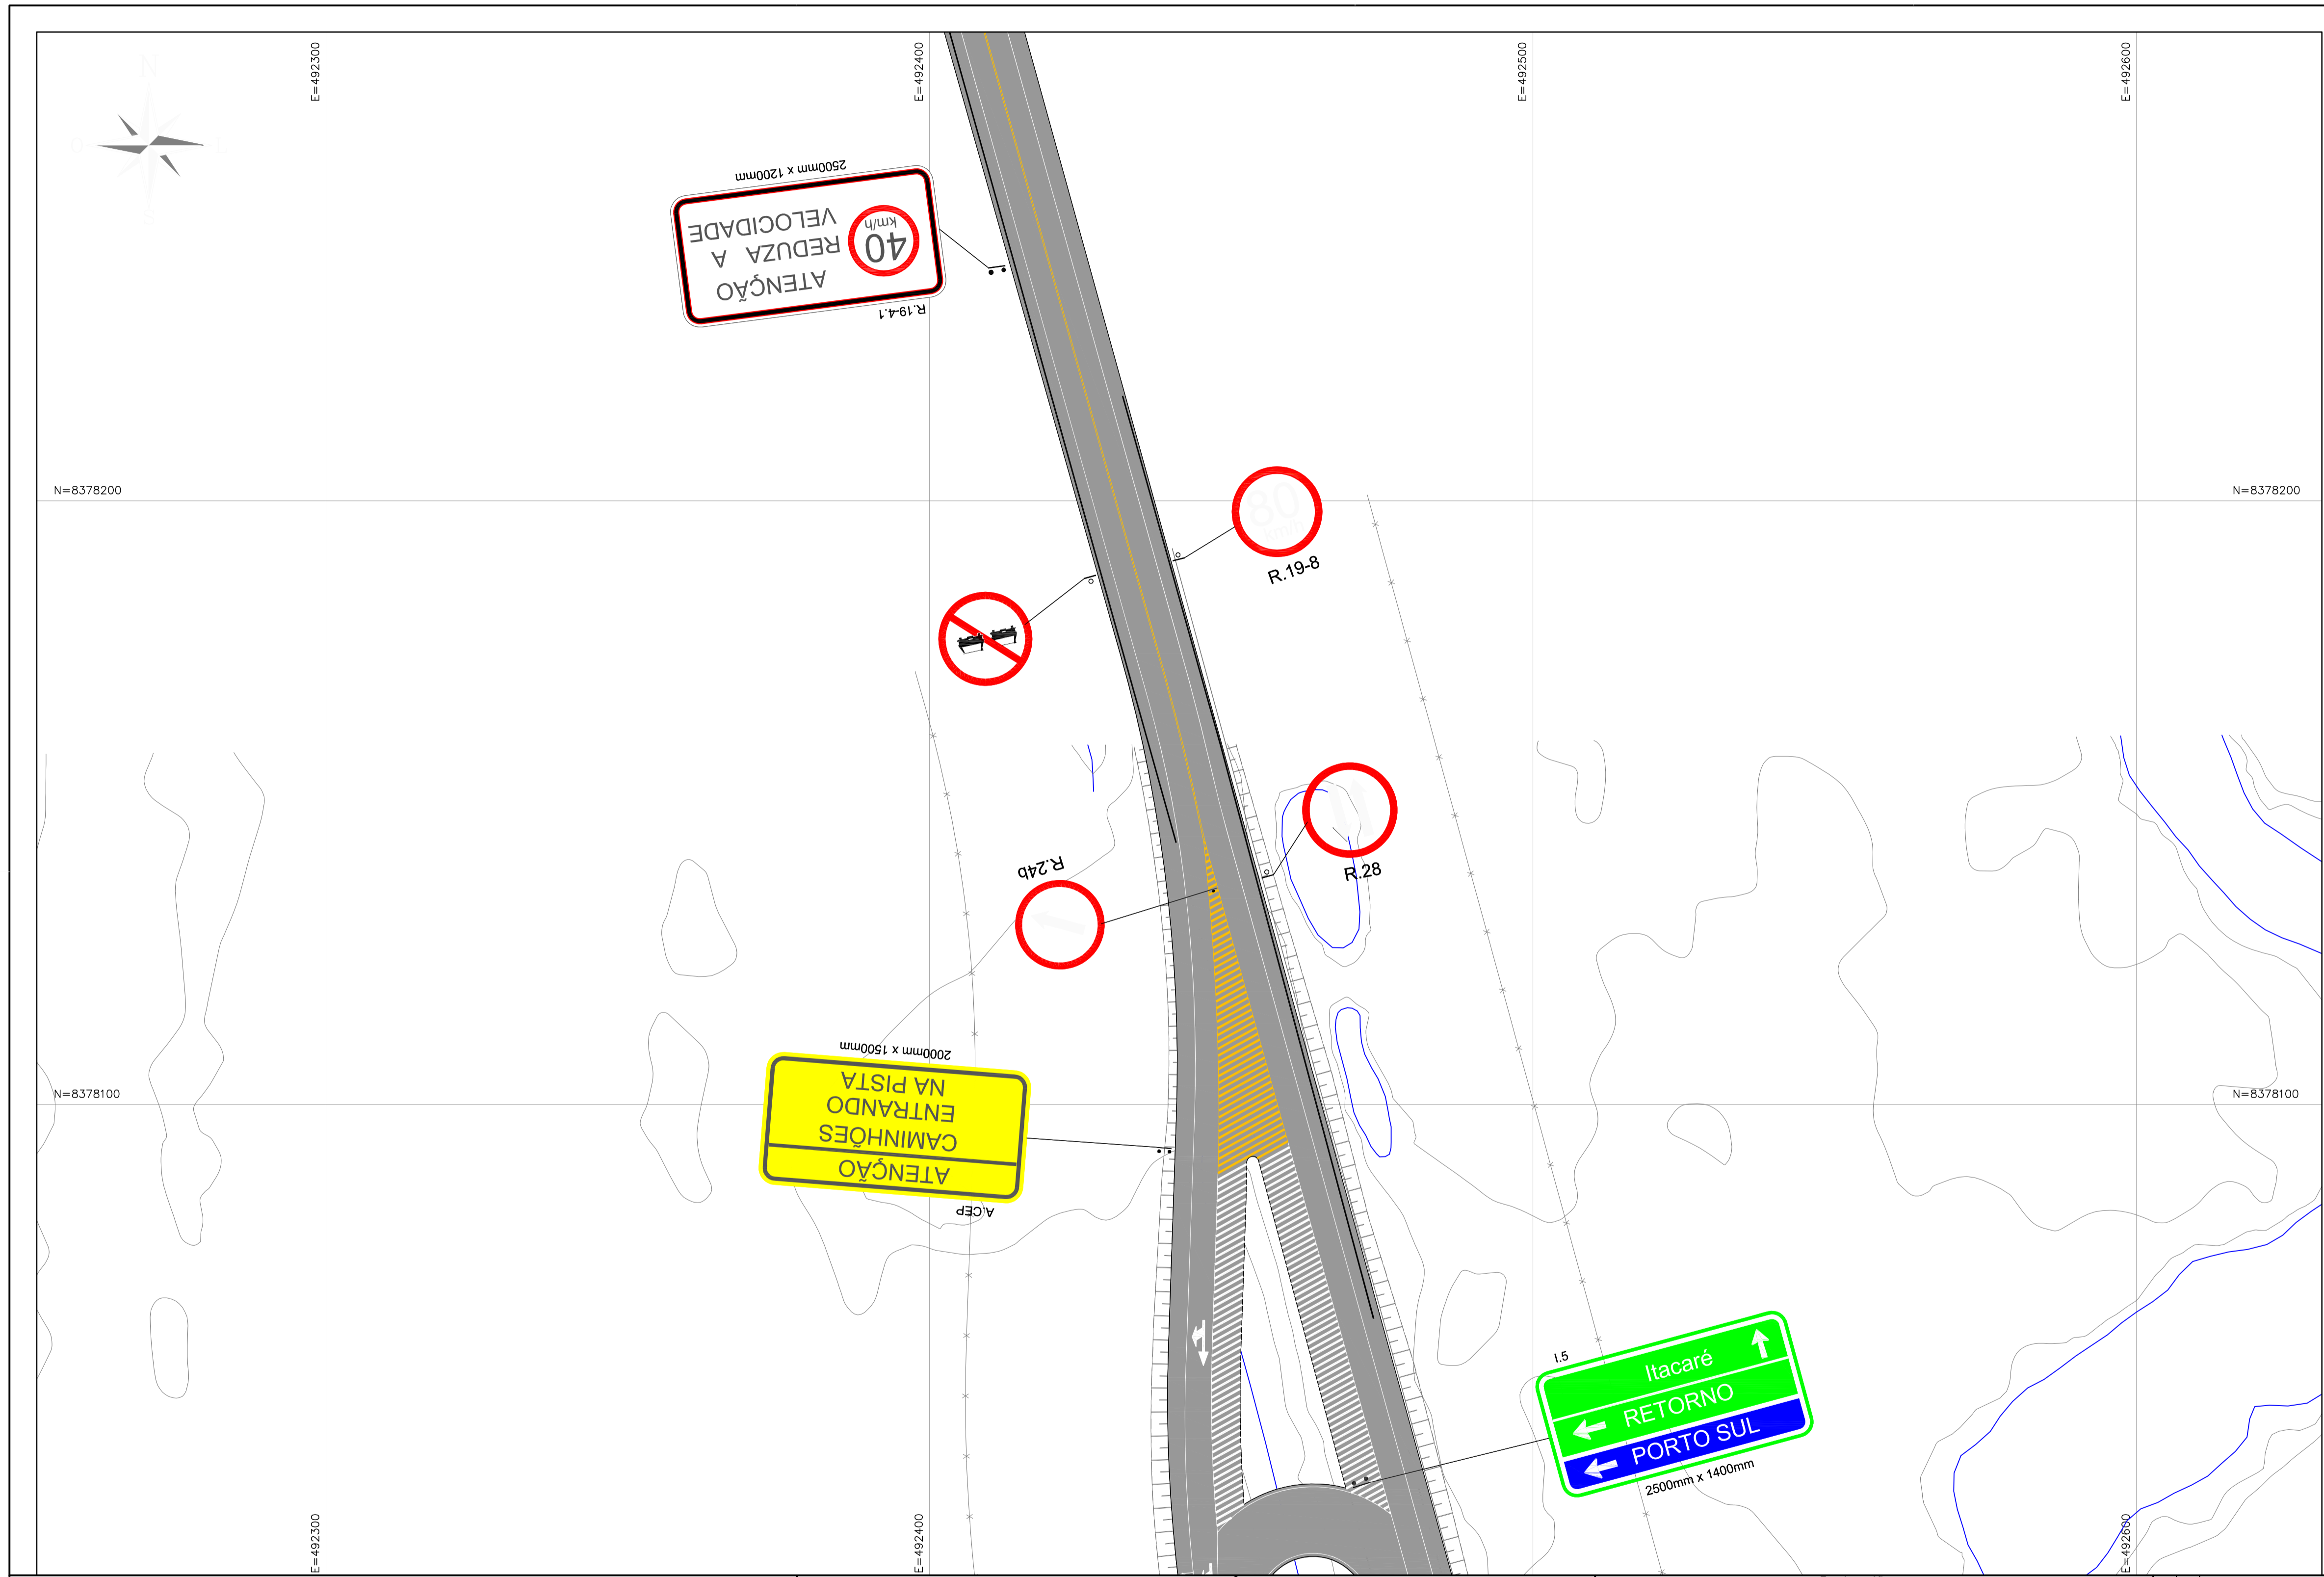 E=492300
E=492400
E=492500
E=492600
N
S
2500mm x 1200mm
ATENÇÃO
REDUZA A
VELOCIDADE
40
km/h
R.19-4.1
N=8378200
N=8378200
80
R.19-8
R.28
R.24b
2000mm x 1500mm
ATENÇÃO
CAMINHÕES
ENTRANDO
NA PISTA
A.CEP
N=8378100
N=8378100
I.5
Itacaré
RETORNO
PORTO SUL
2500mm x 1400mm
E=492300
E=492400
E=492600